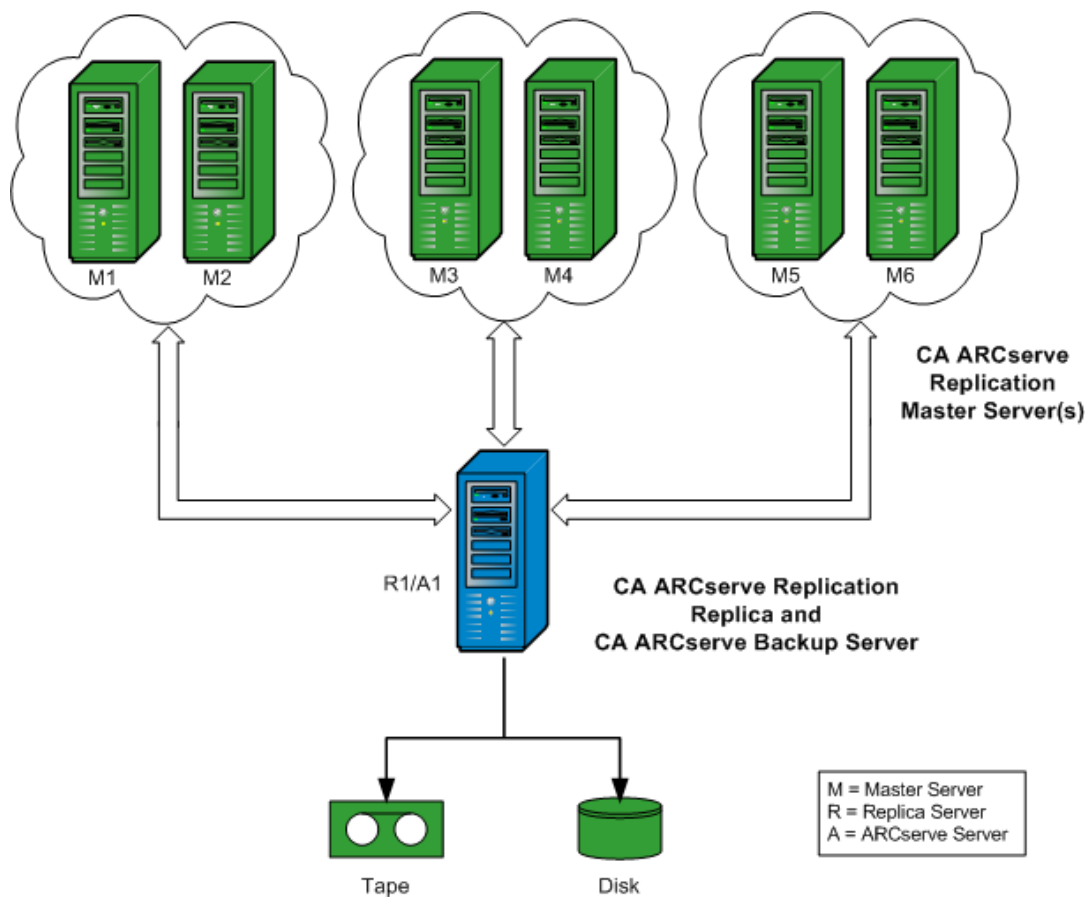 M1
M2
M3
M4
M5
M6
CA ARCserve
Replication
Master Server(s)
R1/A1
CA ARCserve Replication
Replica and
CA ARCserve Backup Server
M = Master Server
R = Replica Server
A = ARCserve Server
Tape
Disk